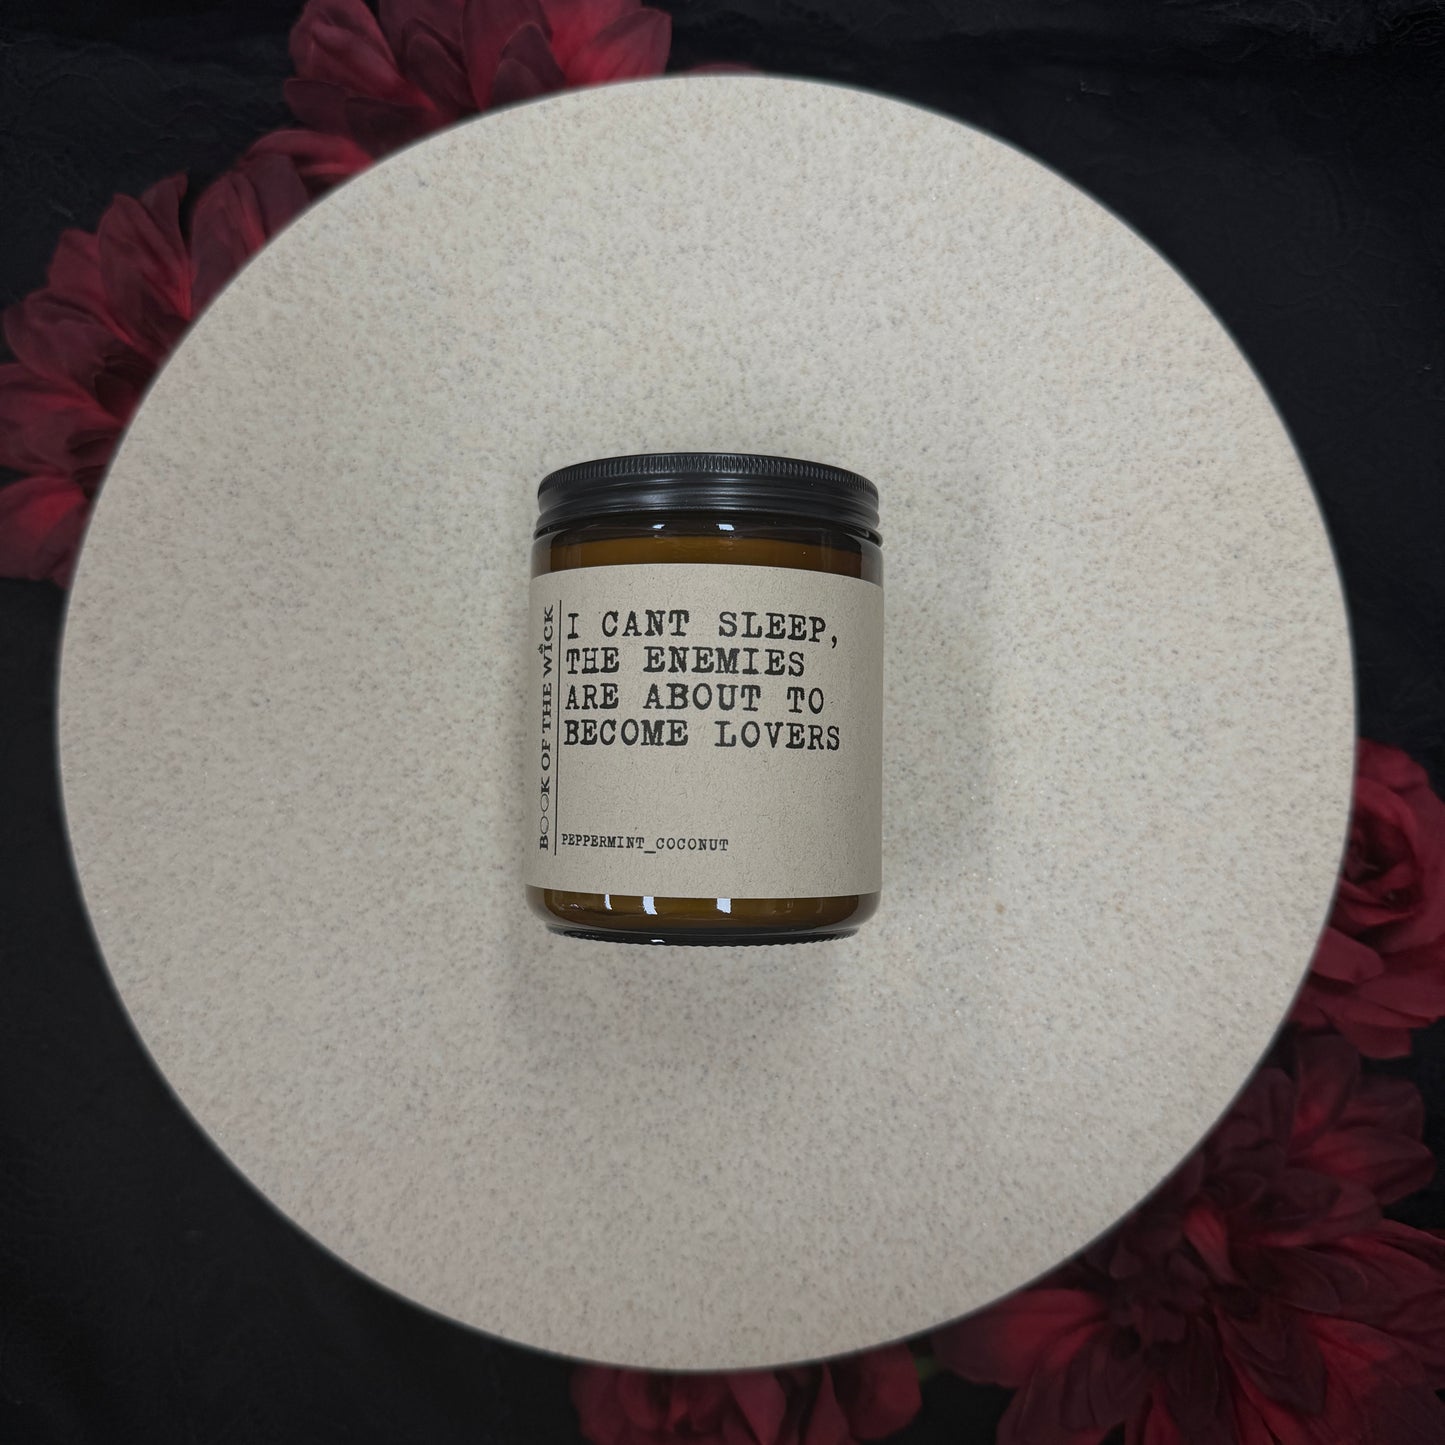 BOOK OF THE WICK
I CANT SLEEP,
THE ENEMIES
ARE ABOUT TO
BECOME LOVERS
PEPPERMINT_COCONUT